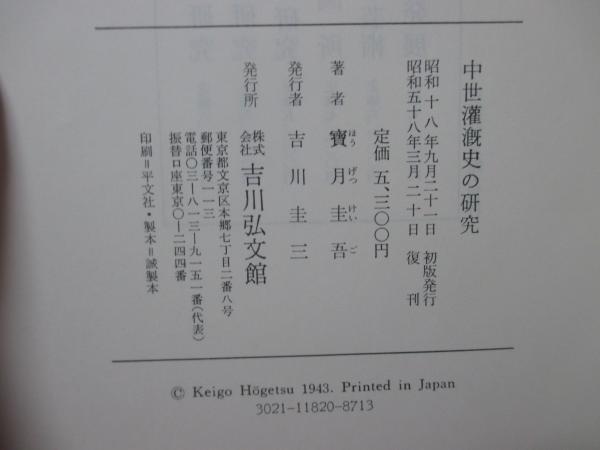 中世灌漑史の研究
昭和十八年九月二十一日 初版発行
昭和五十八年三月二十日 復刊
定価 五、三〇〇円
著者 寶月圭吾
ほうげつけいご
発行者 吉川圭三
発行所 株式会社 吉川弘文館
東京都文京区本郷七丁目二番八号
郵便番号一一三
電話〇三―八一三―九一五一番(代表)
振替口座東京〇―二四四番
印刷=平文社・製本=誠製本
© Keigo Hōgetsu 1943. Printed in Japan
3021-11820-8713